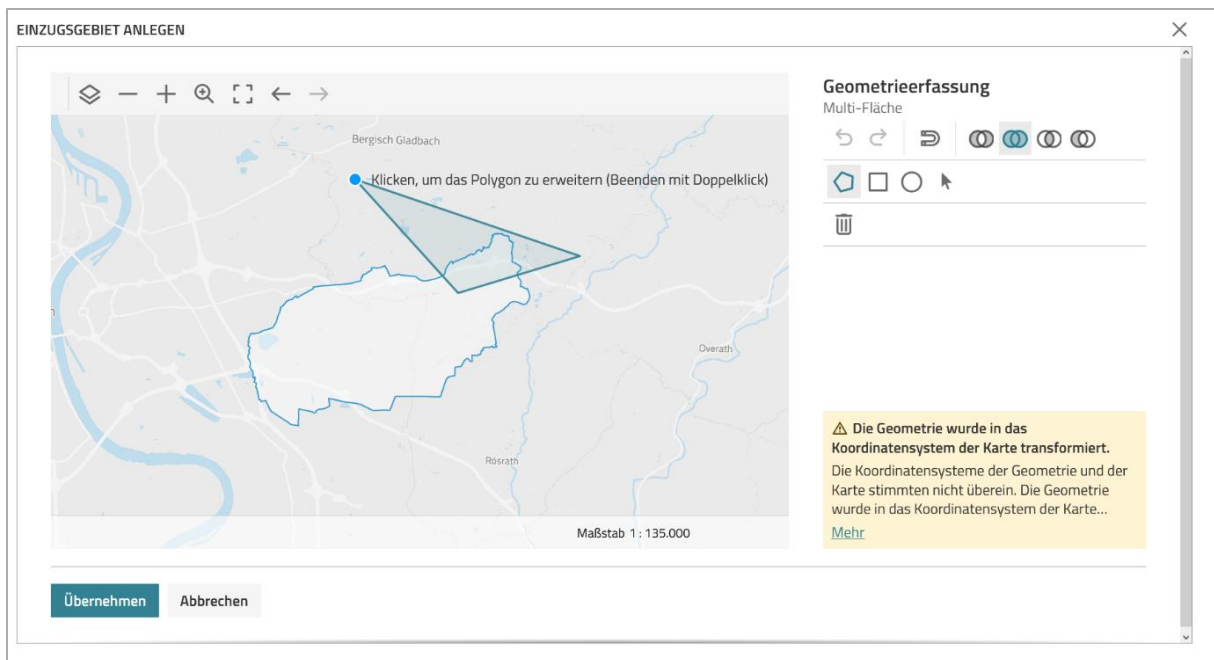 EINZUGSGEBIET ANLEGEN
Geometrieerfassung
Multi-Fläche
Bergisch Gladbach
Klicken, um das Polygon zu erweitern (Beenden mit Doppelklick)
Overath
Rösrath
Maßstab 1 : 135.000
Die Geometrie wurde in das
Koordinatensystem der Karte transformiert.
Die Koordinatensysteme der Geometrie und der
Karte stimmten nicht überein. Die Geometrie
wurde in das Koordinatensystem der Karte...
Mehr
Übernehmen
Abbrechen